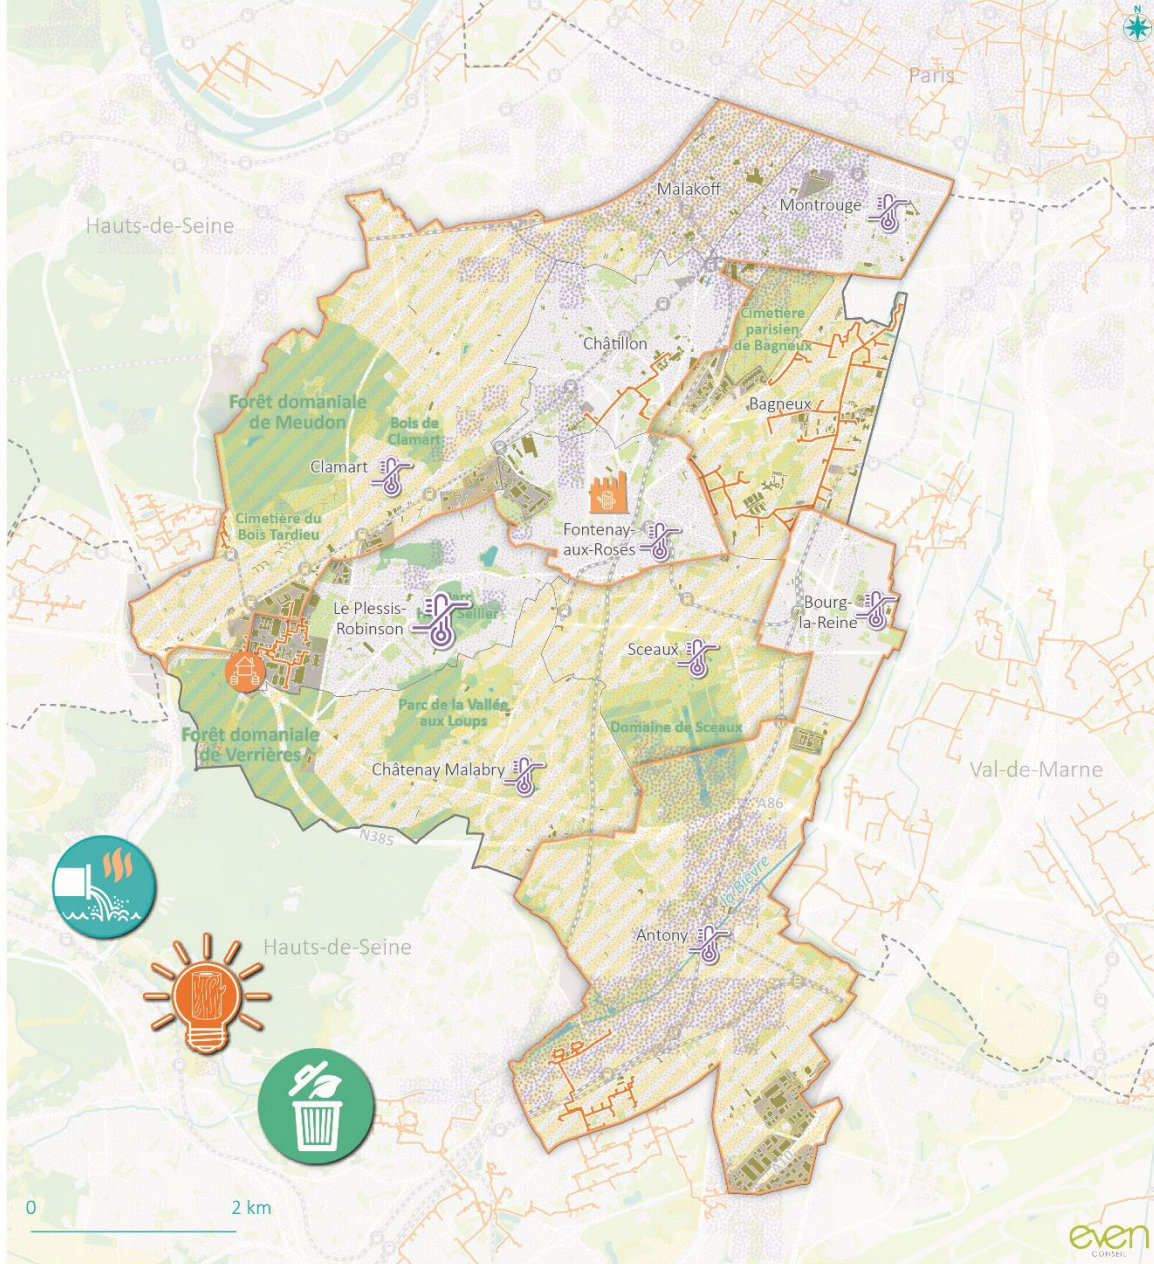 N
Paris
Hauts-de-Seine
Malakoff
Montrouge
Châtillon
Cimetière
parisien
de Bagneux
Bagneux
Forêt domaniale
de Meudon
Bois de
Clamart
Clamart
Cimetière du
Bois Tardieu
Fontenay-
aux-Roses
Le Plessis-
Robinson
Sellier
Bourg-
la-Reine
Sceaux
Parc de la Vallée
aux Loups
Domaine de Sceaux
Forêt domaniale
de Verrières
Châtenay Malabry
Val-de-Marne
A86
N385
la Bièvre
Antony
Hauts-de-Seine
0
2 km
even
CONSEIL